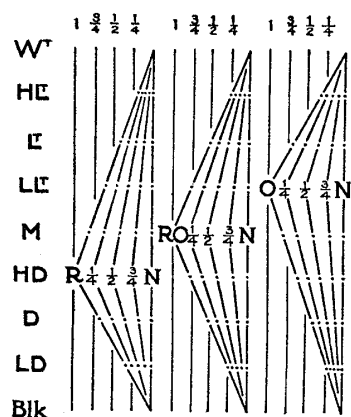 1 3/4 1/2 1/4 1 3/4 1/2 1/4 1 3/4 1/2 1/4
WT
HLT
LT
LLT O 1/4 1/2 3/4 N
M RO 1/4 1/2 3/4 N
HD R 1/4 1/2 3/4 N
D
LD
Blk